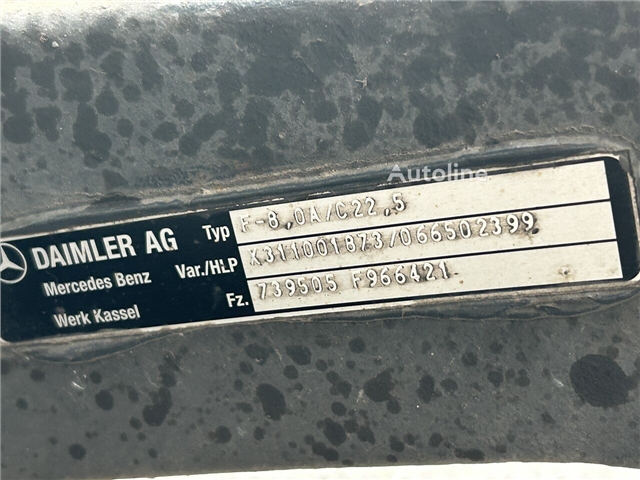 DAIMLER AG Typ F-8,0A/C22,5
Mercedes Benz Var./HLP X311001873/066502399
Werk Kassel Fz. 739505 F966421
Autoline